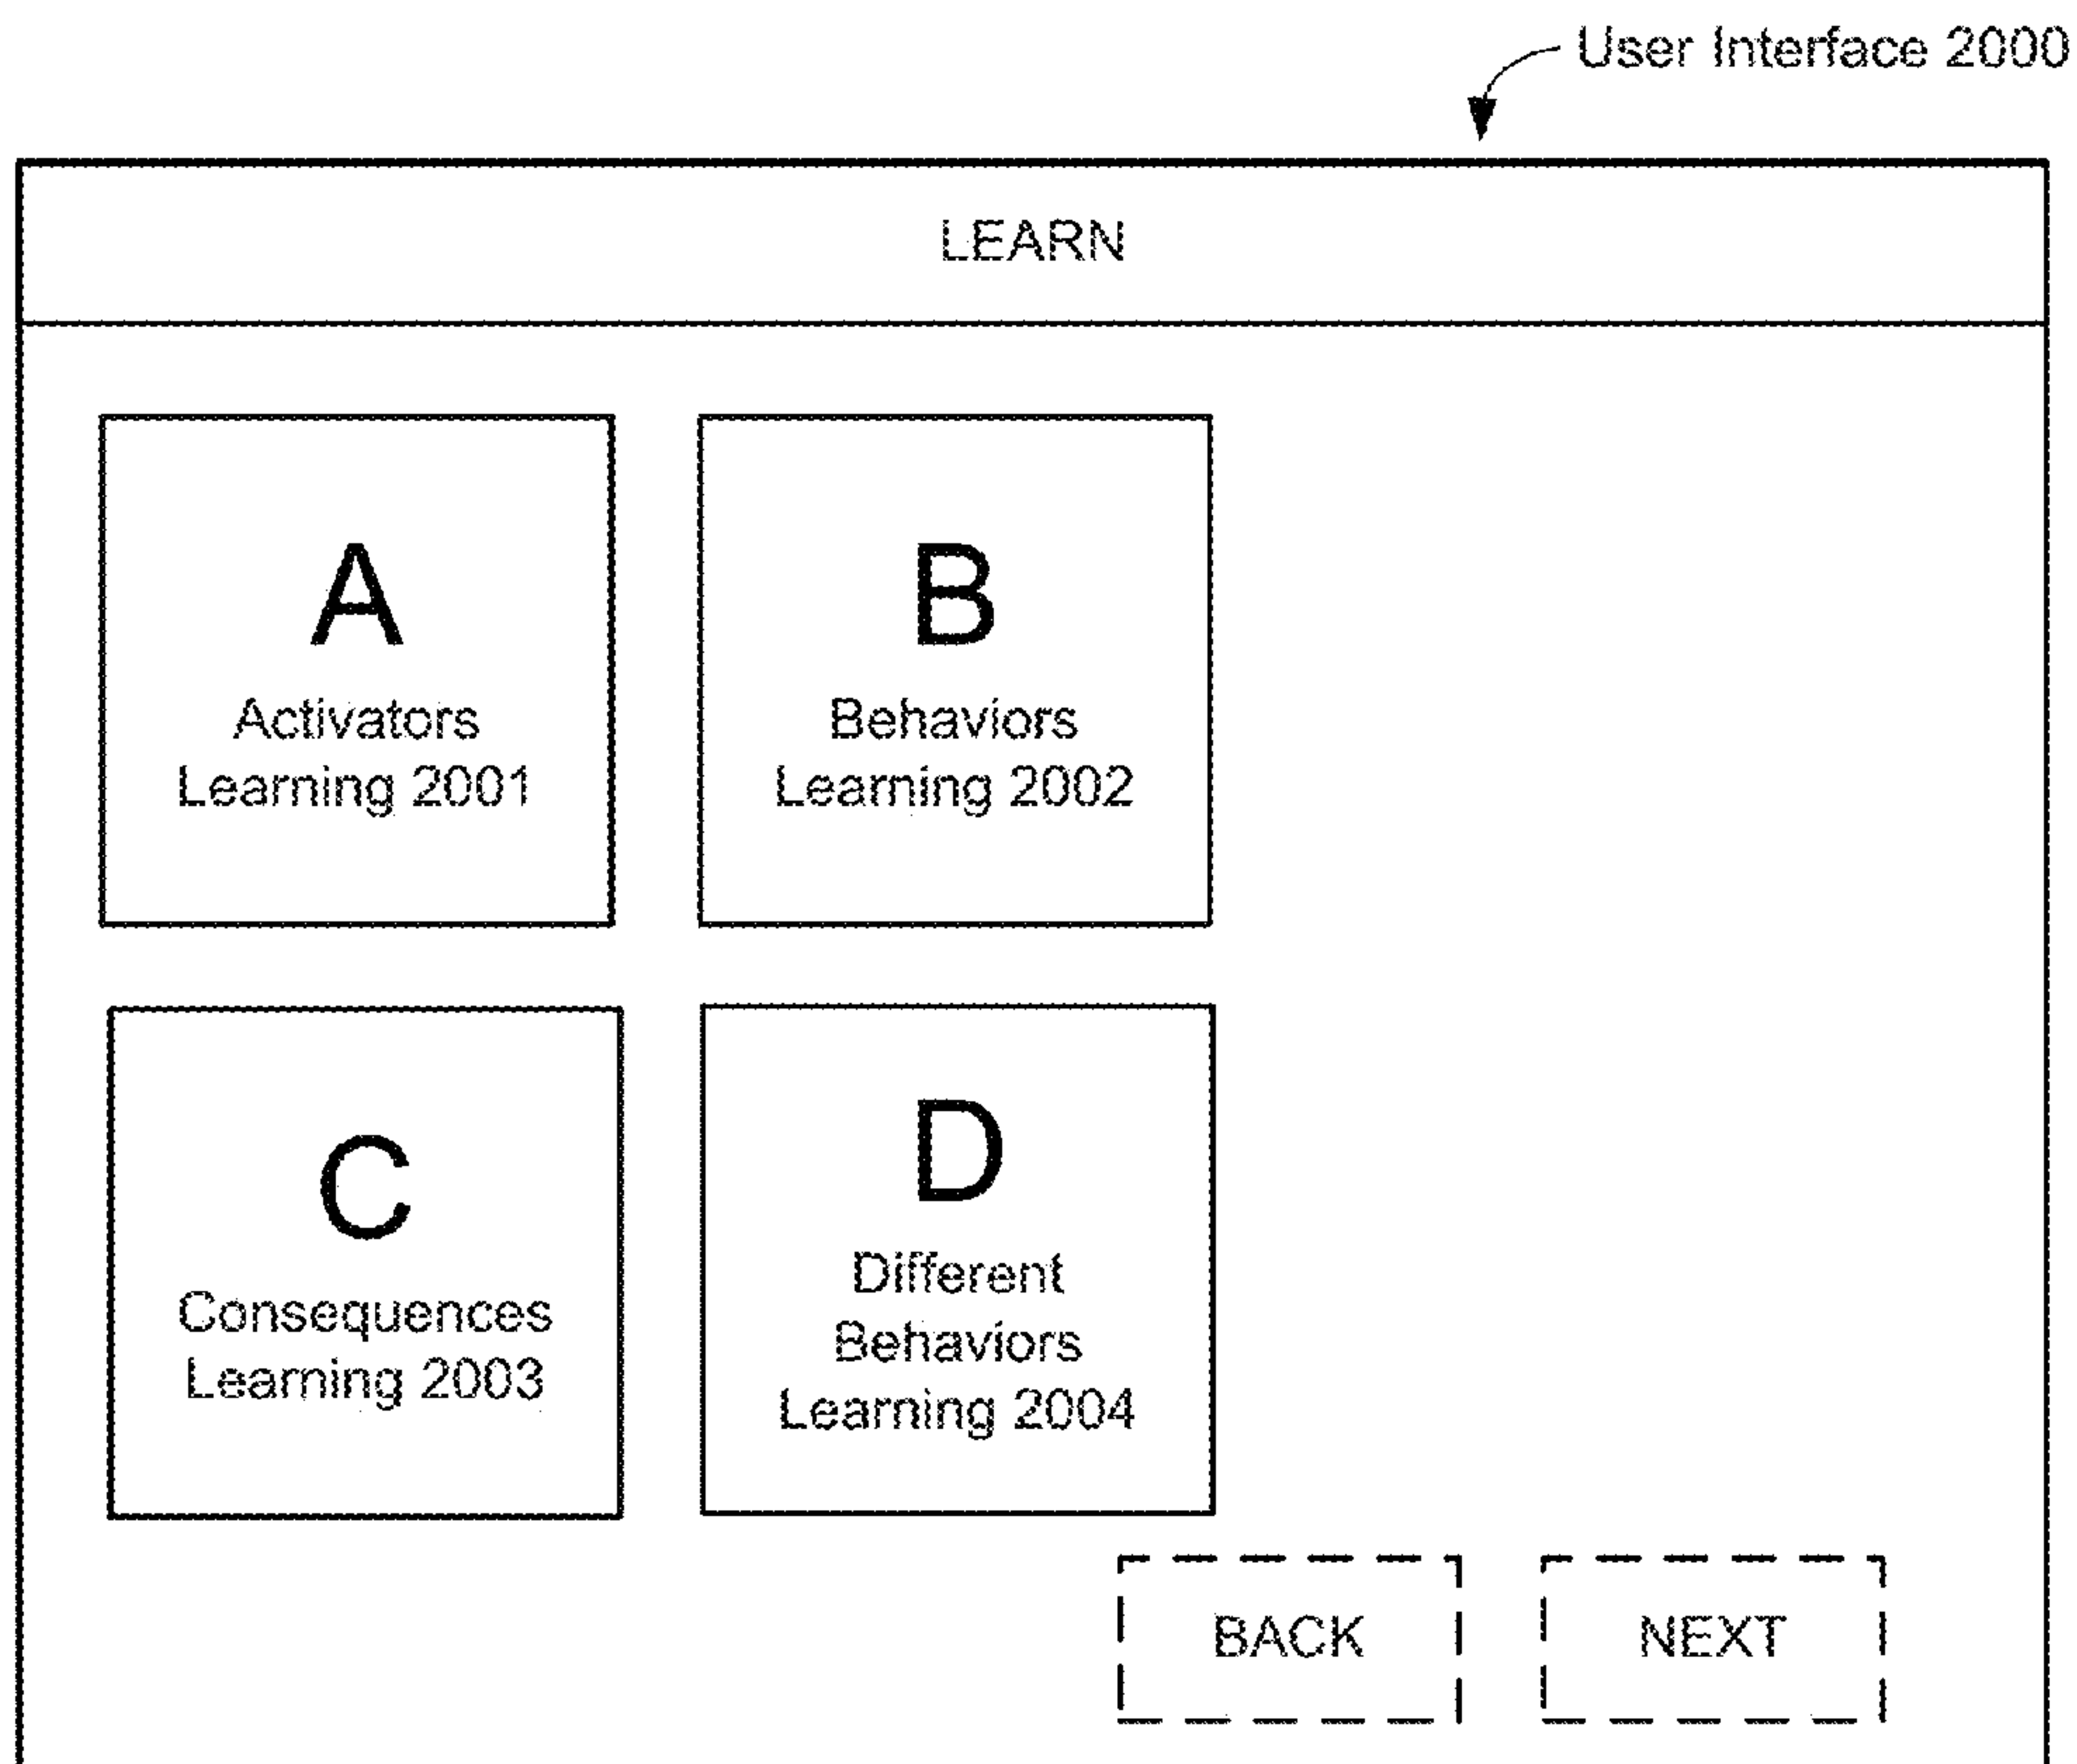 User Interface 2000
LEARN
A
Activators
Learning 2001
B
Behaviors
Learning 2002
C
Consequences
Learning 2003
D
Different
Behaviors
Learning 2004
BACK
NEXT